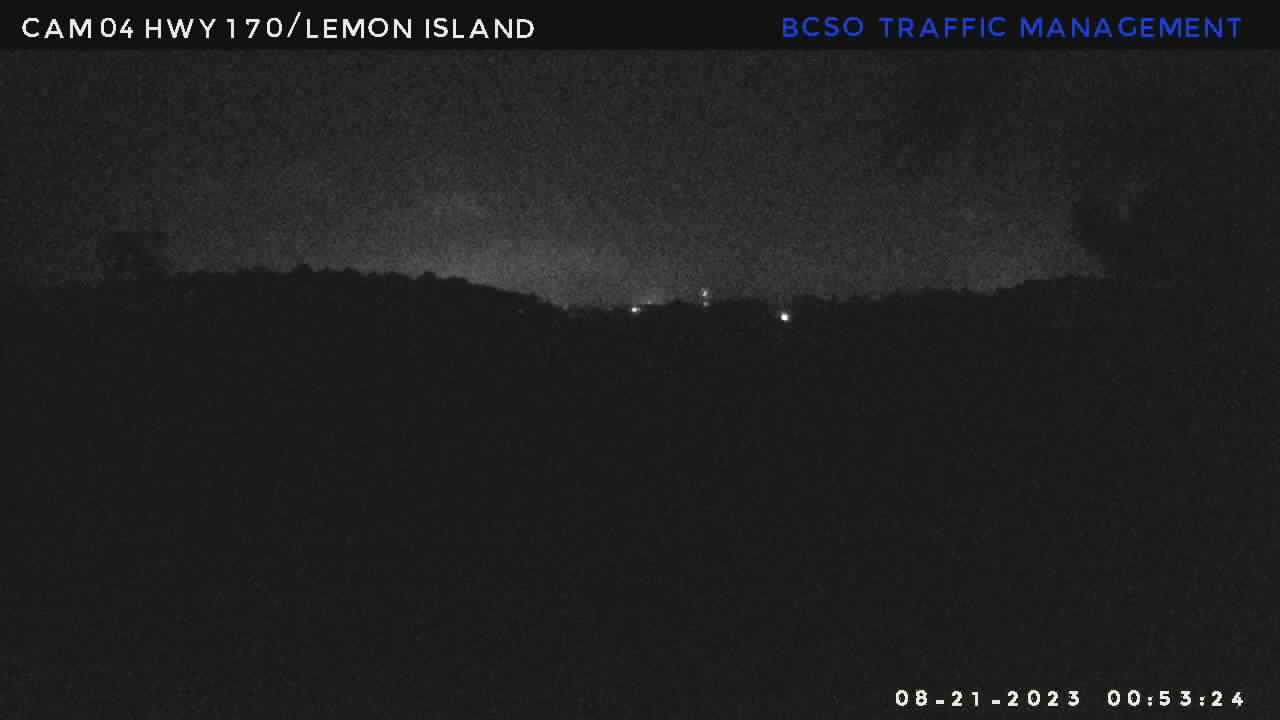 CAM04 HWY 170/LEMON ISLAND
BCSO TRAFFIC MANAGEMENT
08-21-2023 00:53:24